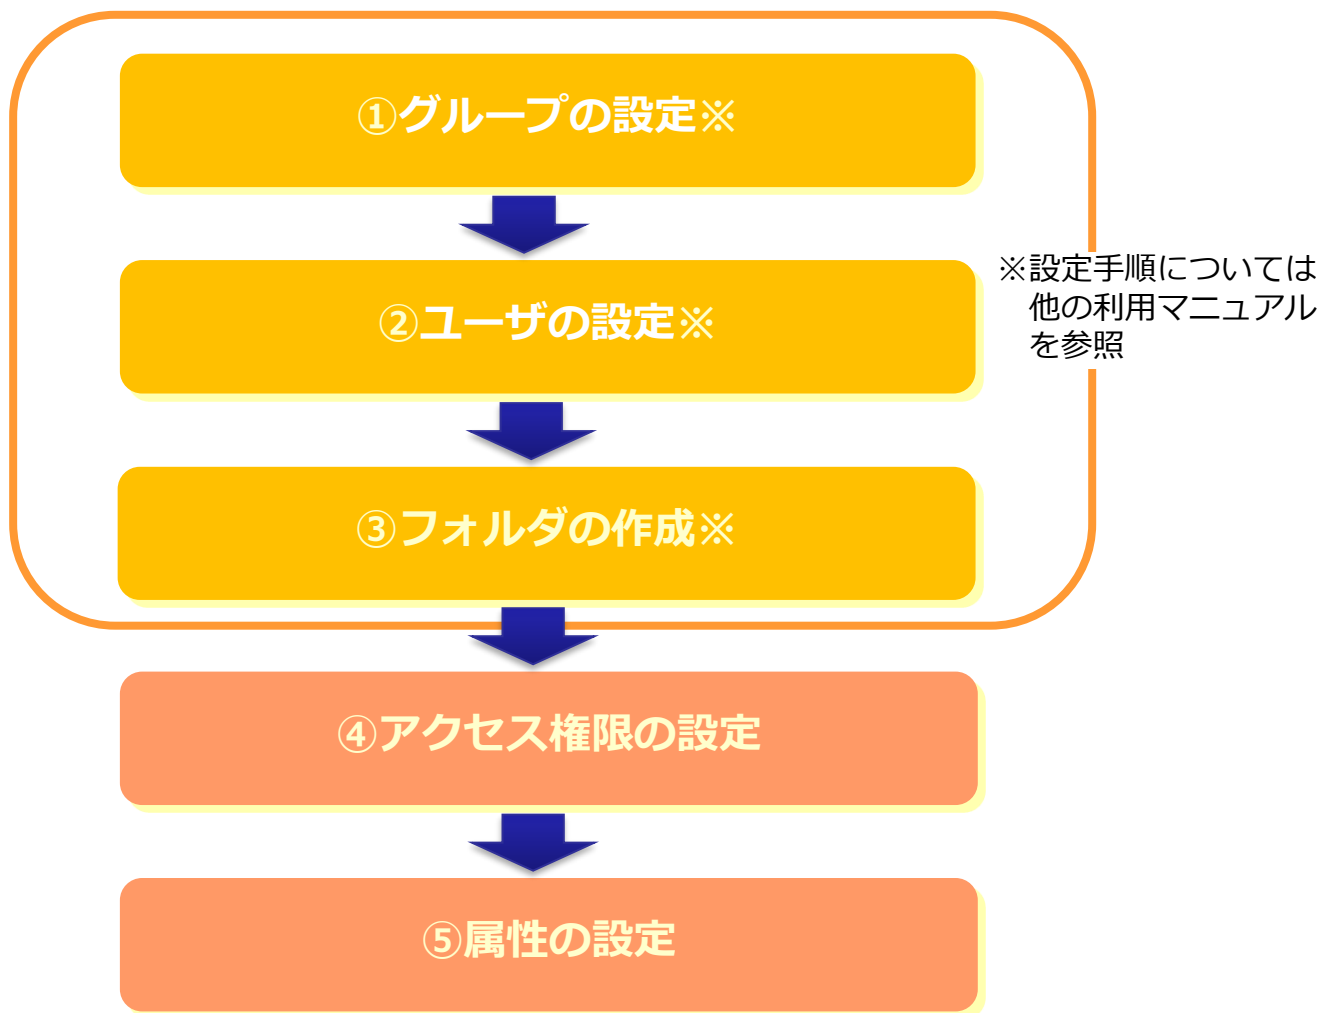 ①グループの設定※
②ユーザの設定※
※設定手順については
他の利用マニュアル
を参照
③フォルダの作成※
④アクセス権限の設定
⑤属性の設定